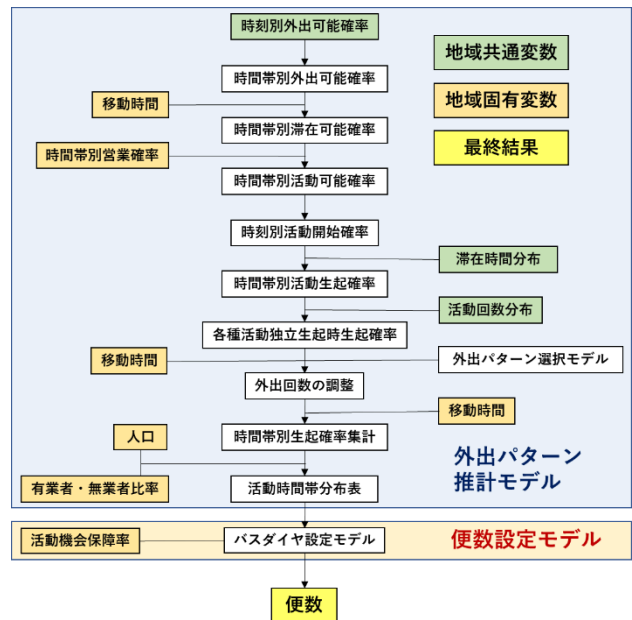 時刻別外出可能確率
地域共通変数
時間帯別外出可能確率
移動時間
地域固有変数
時間帯別滞在可能確率
時間帯別営業確率
最終結果
時間帯別活動可能確率
時刻別活動開始確率
滞在時間分布
時間帯別活動生起確率
活動回数分布
各種活動独立生起時生起確率
移動時間
外出パターン選択モデル
外出回数の調整
移動時間
人口
時間帯別生起確率集計
外出パターン
推計モデル
有業者・無業者比率
活動時間帯分布表
活動機会保障率
バスダイヤ設定モデル
便数設定モデル
便数